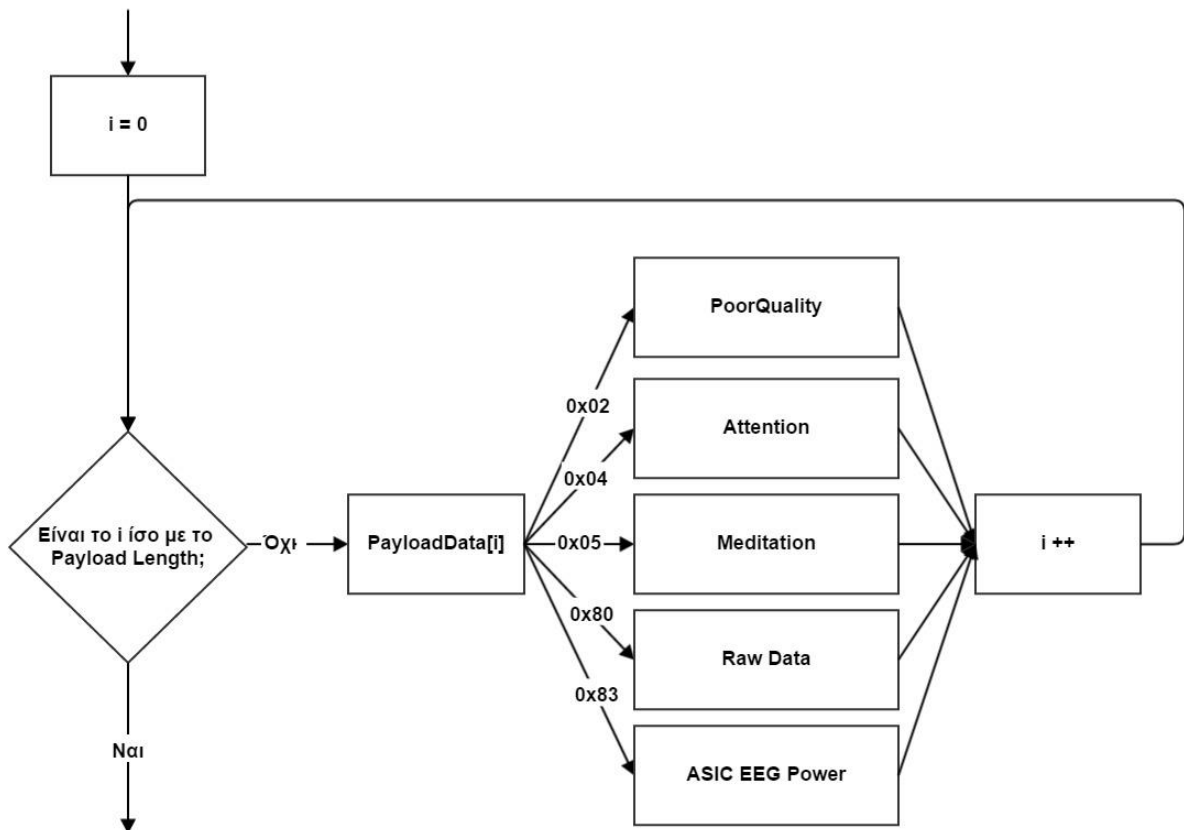 i = 0
PoorQuality
0x02
Attention
0x04
Είναι το i ίσο με το
Payload Length;
Όχι
PayloadData[i]
0x05
Meditation
i ++
0x80
Raw Data
0x83
Ναι
ASIC EEG Power